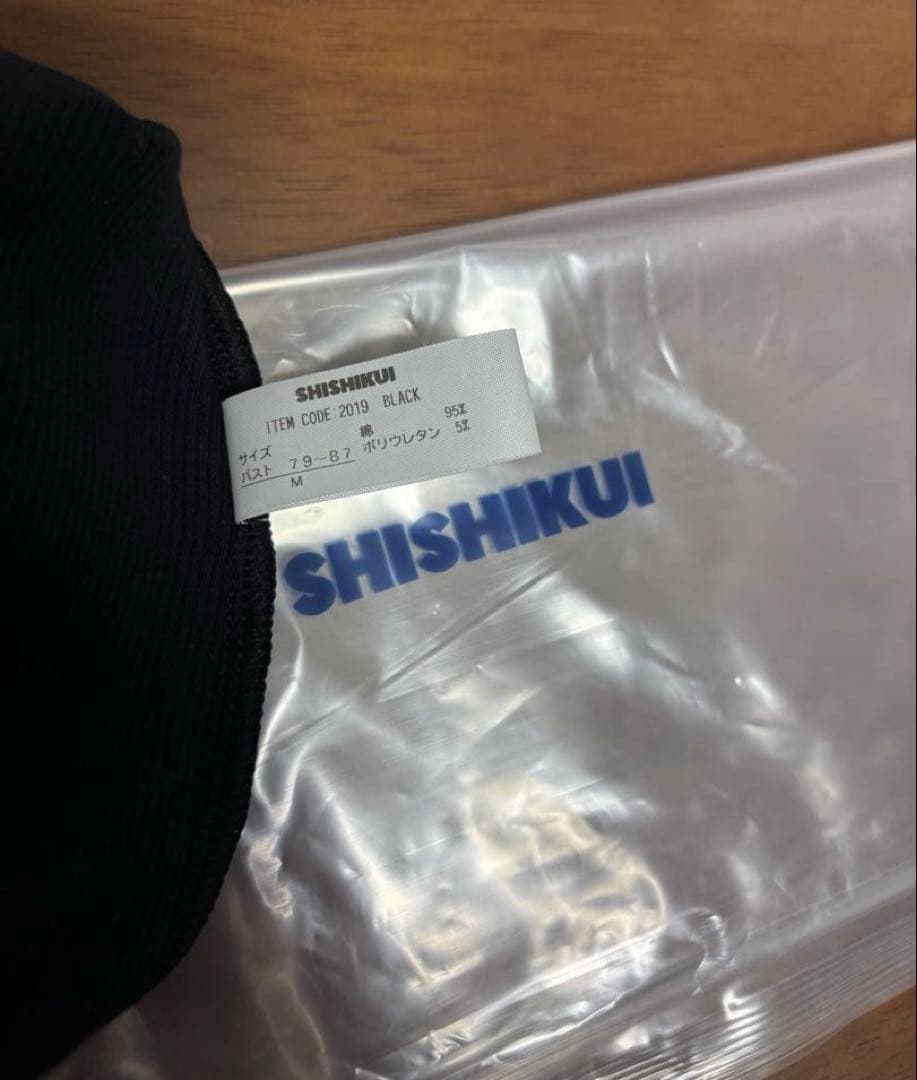 SHISHIKUI
ITEM CODE:2019 BLACK
サイズ
バスト 79~87
M
綿 95%
ポリウレタン 5%
SHISHIKUI